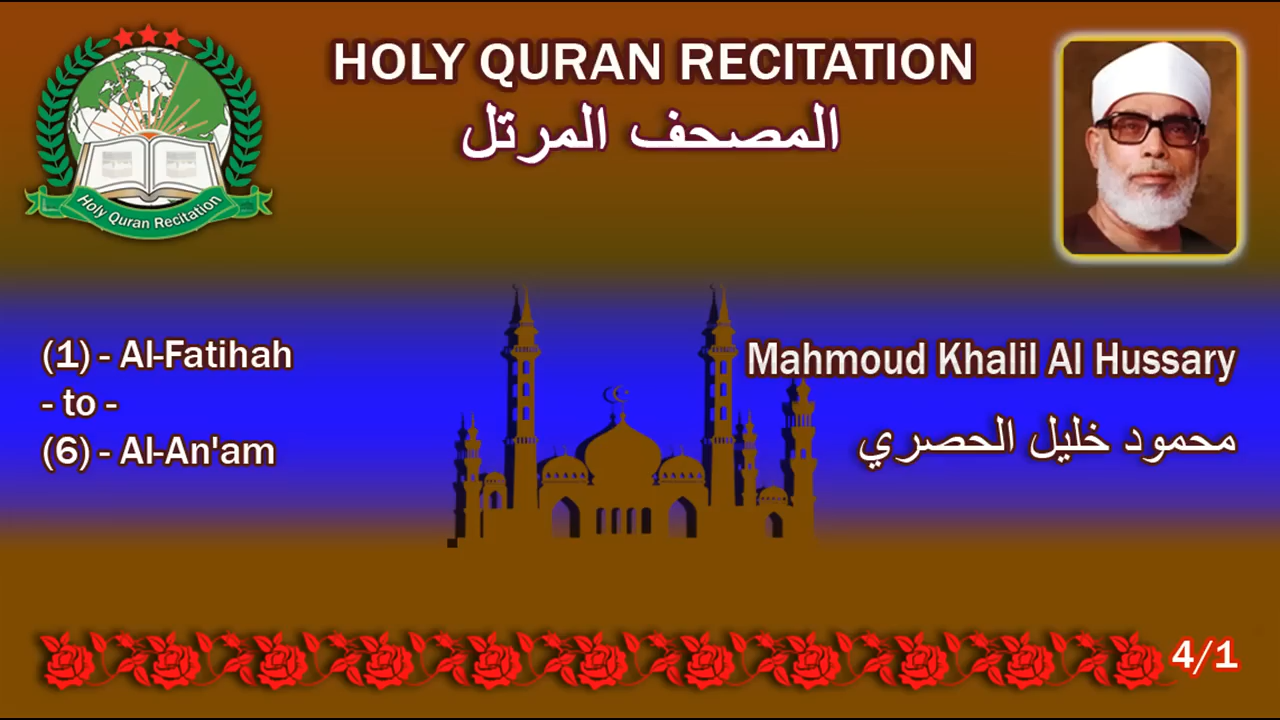 HOLY QURAN RECITATION
المصحف المرتل
Holy Quran Recitation
(1) - Al-Fatihah
- to -
(6) - Al-An'am
Mahmoud Khalil Al Hussary
محمود خليل الحصري
4/1